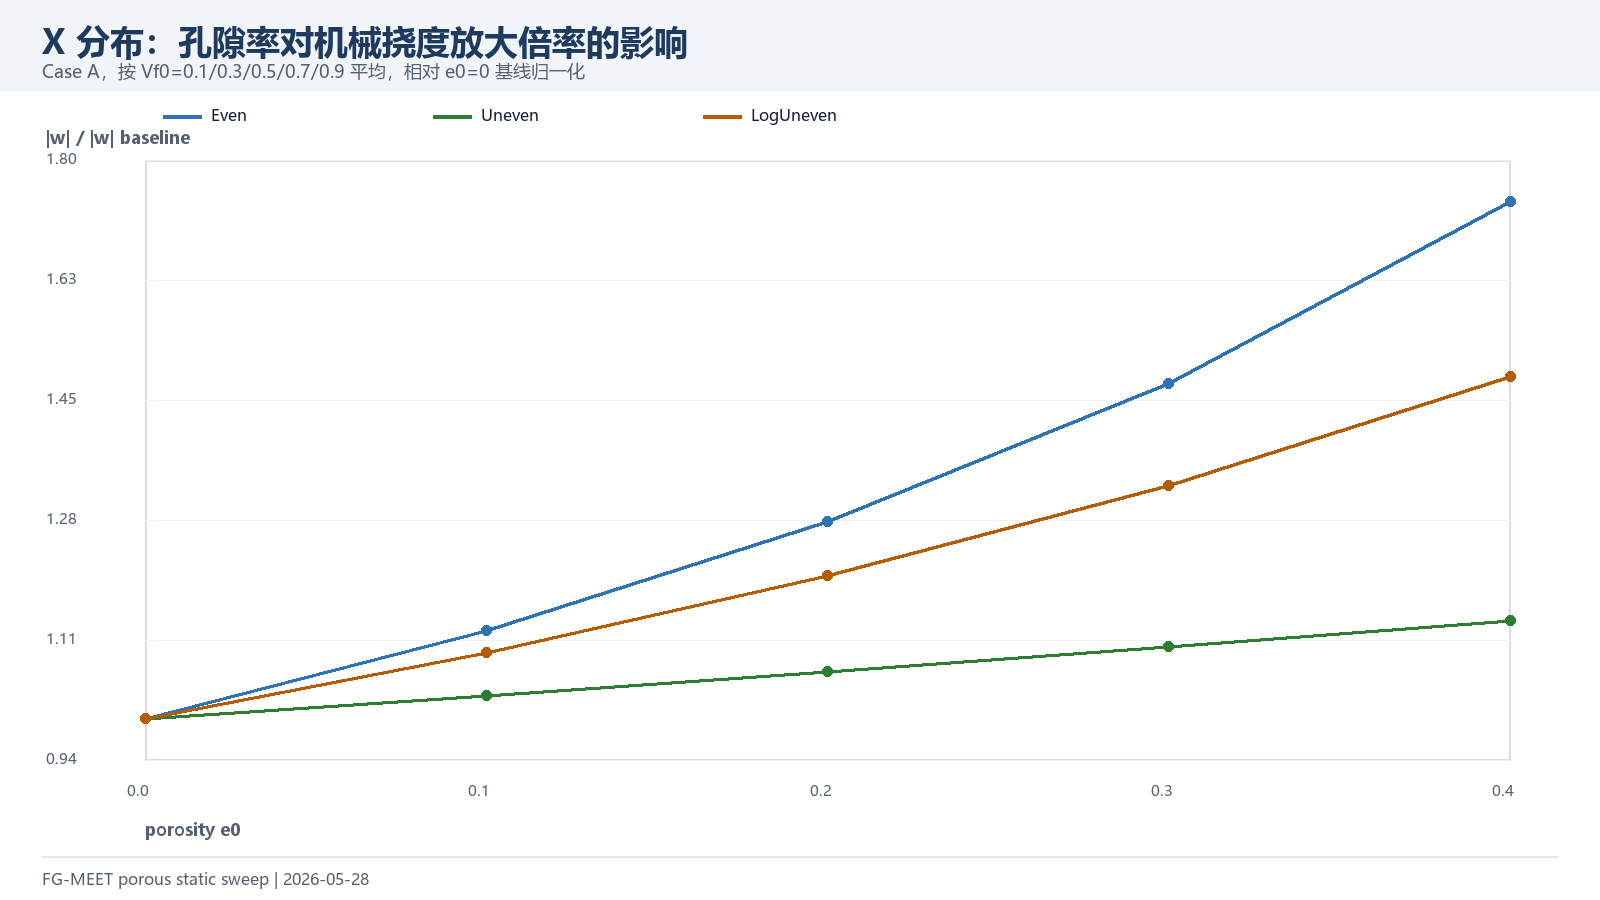 X 分布：孔隙率对机械挠度放大倍率的影响
Case A，按 Vf0=0.1/0.3/0.5/0.7/0.9 平均，相对 e0=0 基线归一化
Even Uneven LogUneven
|w| / |w| baseline
1.80
1.63
1.45
1.28
1.11
0.94
0.0 0.1 0.2 0.3 0.4
porosity e0
FG-MEET porous static sweep | 2026-05-28